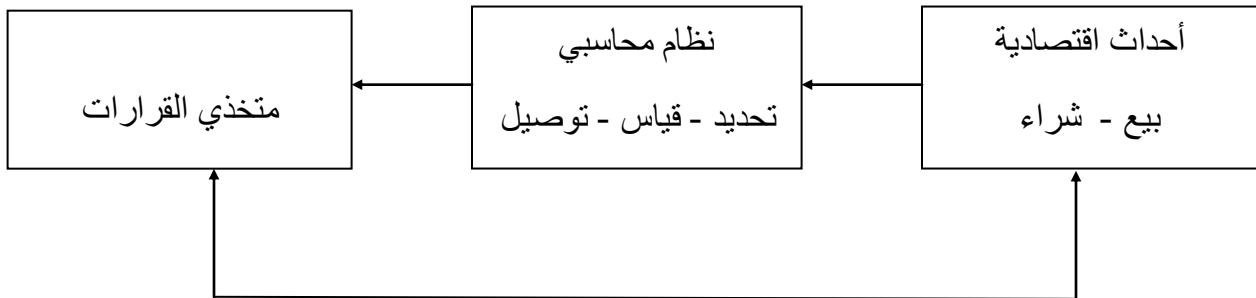 أحداث اقتصادية
بيع - شراء
نظام محاسبي
تحديد - قياس - توصيل
متخذي القرارات